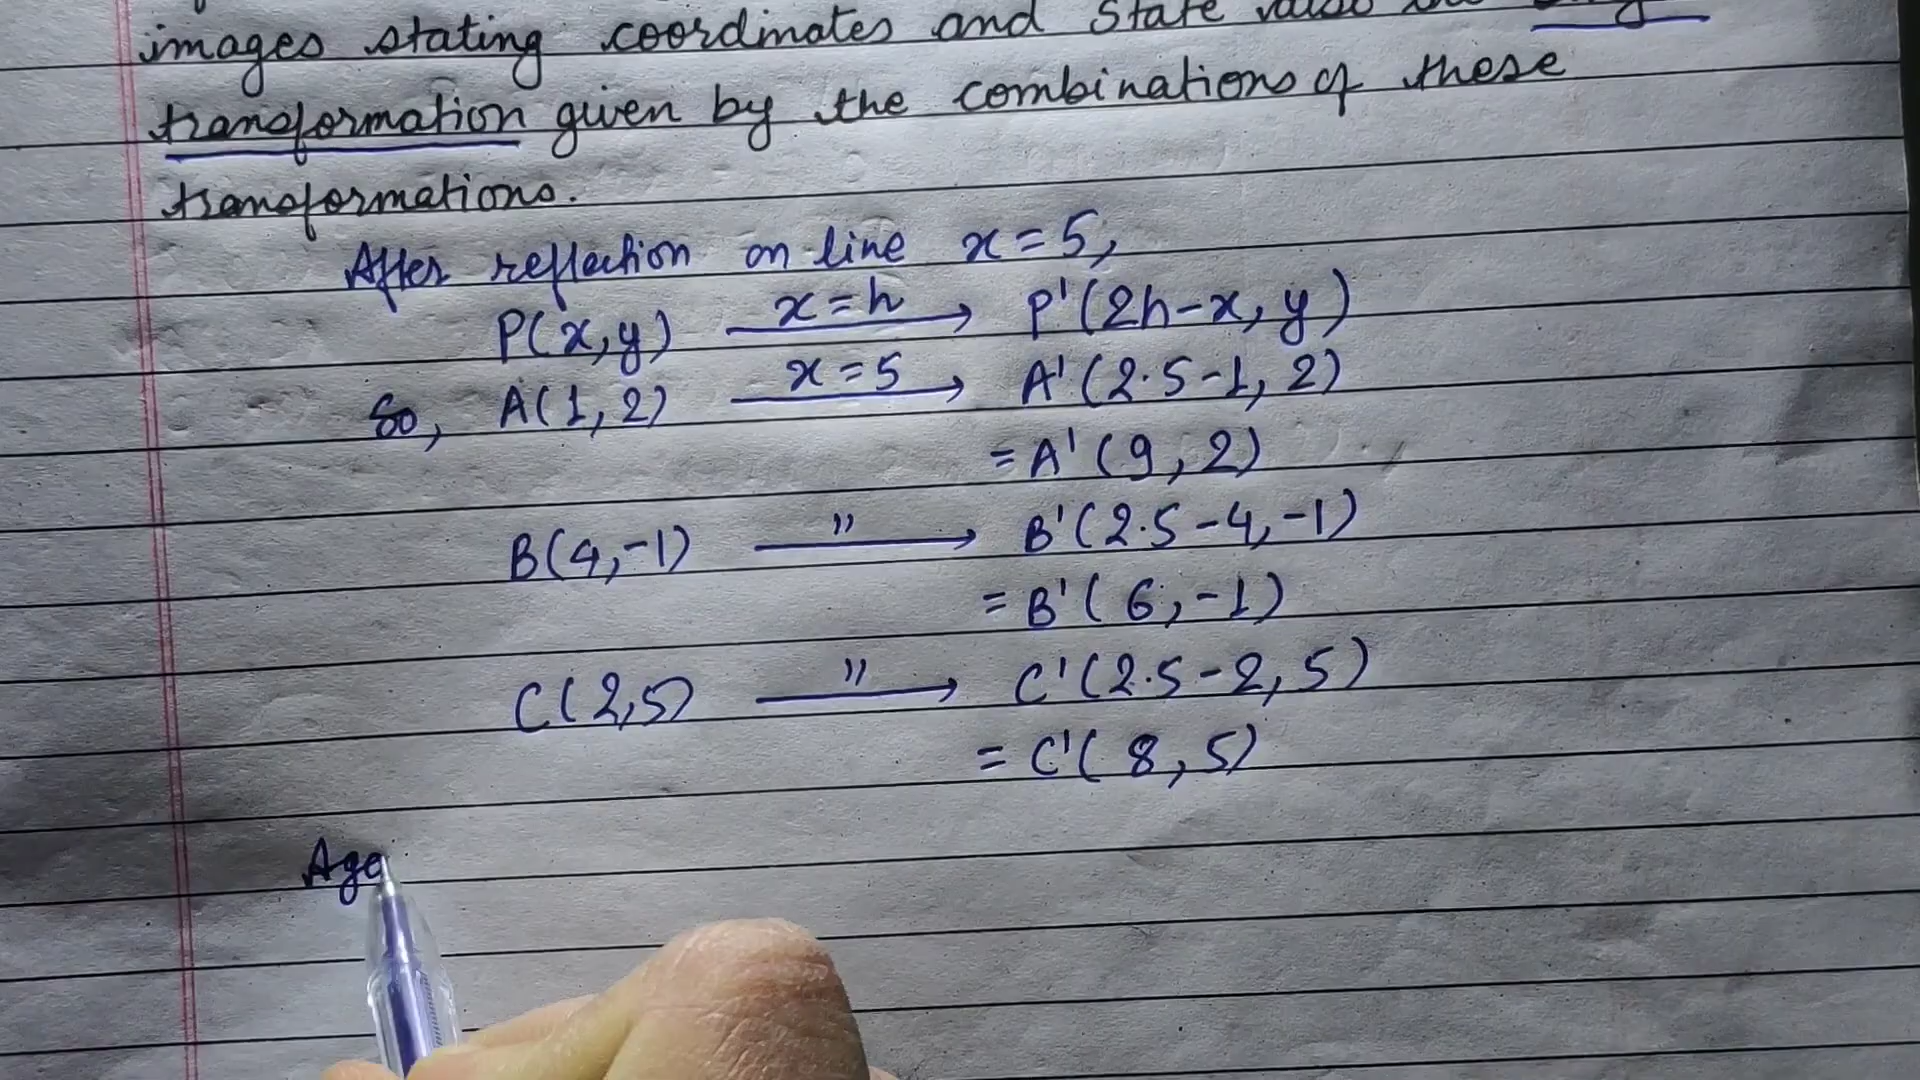 images stating coordinates and state
transformation given by the combinations of these
transformations.
After reflection on line x=5,
P(x,y) x=h → P'(2h-x, y)
So, A(1,2) x=5 → A'(2.5-1, 2)
= A'(9, 2)
B(4,-1) " → B'(2.5-4,-1)
= B'(6,-1)
C(2,5) " → C'(2.5-2,5)
= C'(8,5)
Aga